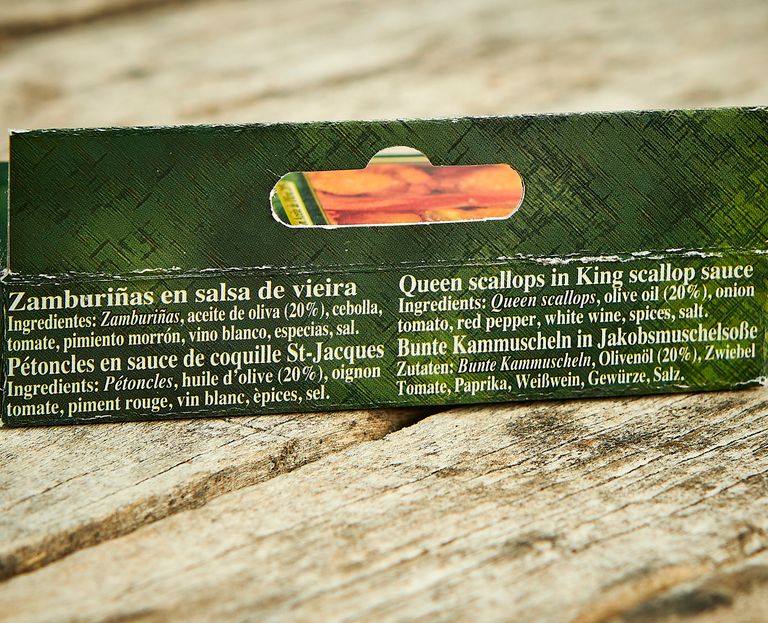 Zamburiñas en salsa de vieira
Ingredientes: Zamburiñas, aceite de oliva (20%), cebolla,
tomate, pimiento morrón, vino blanco, especias, sal.
Pétoncles en sauce de coquille St-Jacques
Ingredients: Pétoncles, huile d'olive (20%), oignon
tomate, piment rouge, vin blanc, èpices, sel.
Queen scallops in King scallop sauce
Ingredients: Queen scallops, olive oil (20%), onion
tomato, red pepper, white wine, spices, salt.
Bunte Kammuscheln in Jakobsmuschelsoße
Zutaten: Bunte Kammuscheln, Olivenöl (20%), Zwiebel
Tomate, Paprika, Weißwein, Gewürze, Salz.